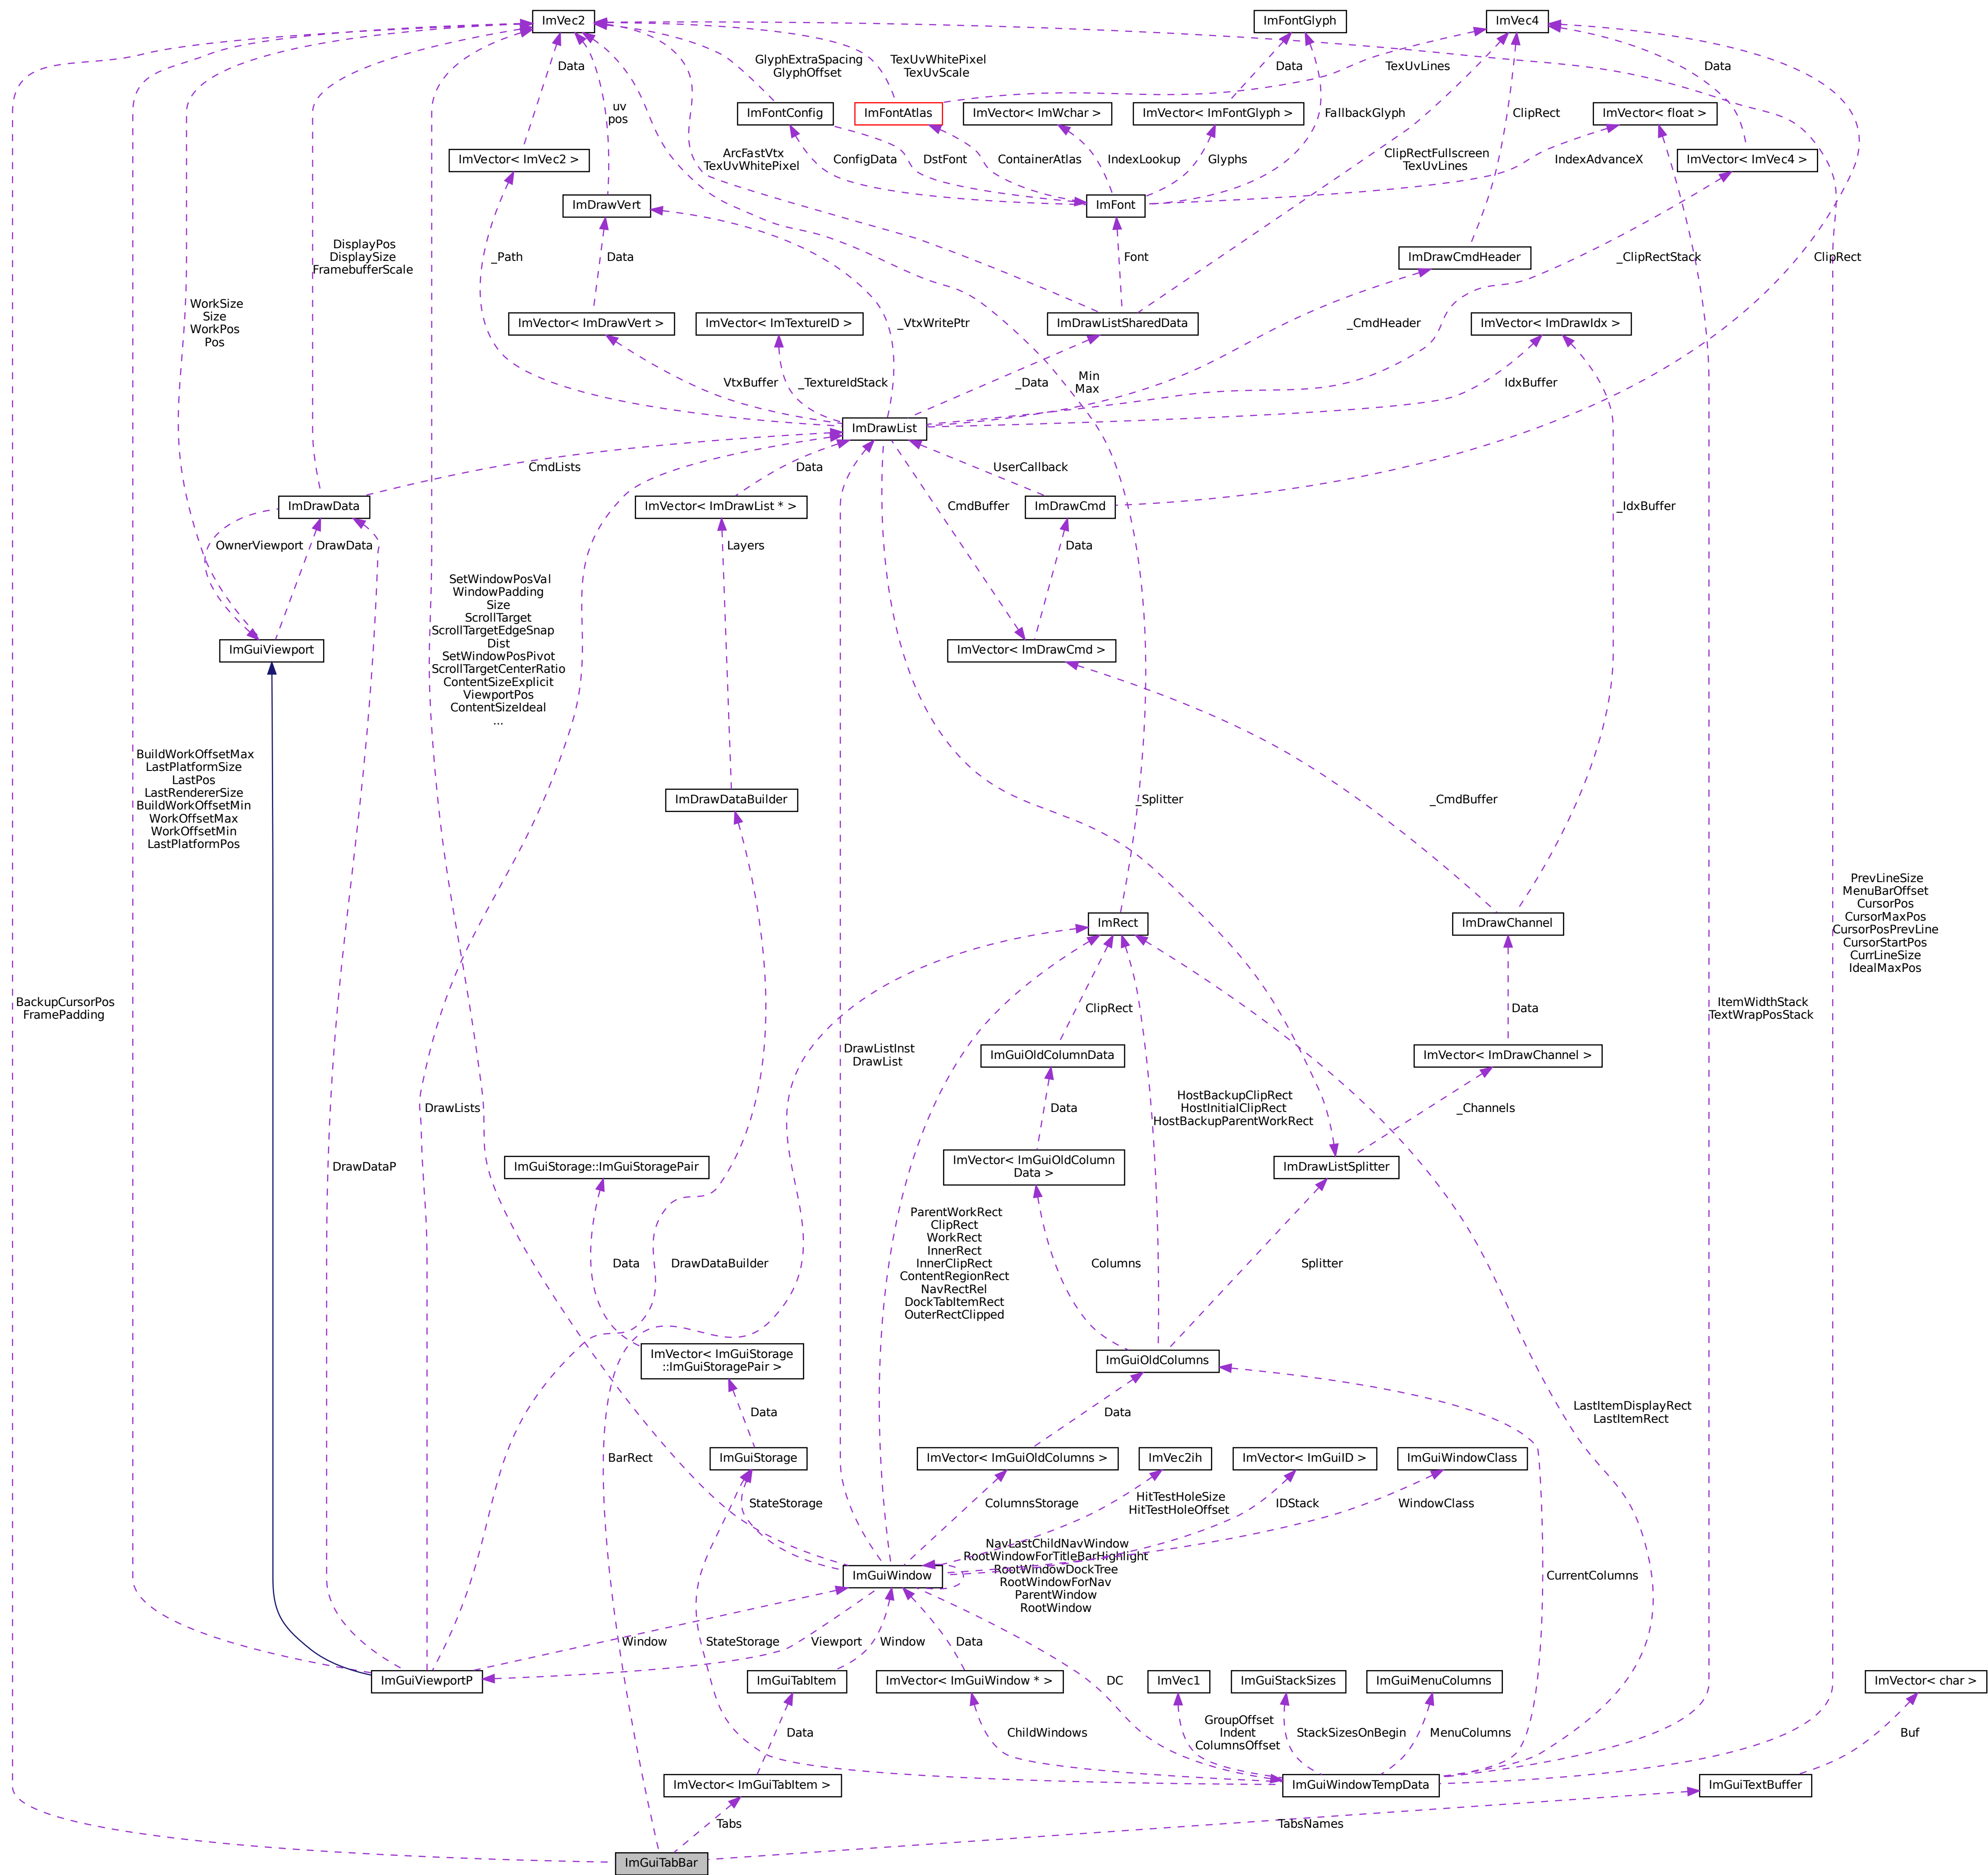 ImVec2
ImFontGlyph
ImVec4
Data
GlyphExtraSpacing
GlyphOffset
TexUvWhitePixel
TexUvScale
Data
TexUvLines
Data
uv
pos
ImFontConfig
ImFontAtlas
ImVector< ImWchar >
ImVector< ImFontGlyph >
FallbackGlyph
ClipRect
ImVector< float >
ImVector< ImVec2 >
ArcFastVtx
TexUvWhitePixel
ConfigData
DstFont
ContainerAtlas
IndexLookup
Glyphs
ClipRectFullscreen
TexUvLines
IndexAdvanceX
ImVector< ImVec4 >
ImDrawVert
ImFont
DisplayPos
DisplaySize
FramebufferScale
_Path
Data
Font
ImDrawCmdHeader
_ClipRectStack
ClipRect
WorkSize
Size
WorkPos
Pos
ImVector< ImDrawVert >
ImVector< ImTextureID >
_VtxWritePtr
ImDrawListSharedData
_CmdHeader
ImVector< ImDrawIdx >
VtxBuffer
_TextureIdStack
_Data
Min
Max
IdxBuffer
ImDrawList
CmdLists
Data
UserCallback
ImDrawData
ImVector< ImDrawList * >
CmdBuffer
ImDrawCmd
_IdxBuffer
OwnerViewport
DrawData
Layers
Data
SetWindowPosVal
WindowPadding
Size
ScrollTarget
ScrollTargetEdgeSnap
Dist
SetWindowPosPivot
ScrollTargetCenterRatio
ContentSizeExplicit
ViewportPos
ContentSizeIdeal
...
ImGuiViewport
ImVector< ImDrawCmd >
BuildWorkOffsetMax
LastPlatformSize
LastPos
LastRendererSize
BuildWorkOffsetMin
WorkOffsetMax
WorkOffsetMin
LastPlatformPos
ImDrawDataBuilder
_Splitter
_CmdBuffer
PrevLineSize
MenuBarOffset
CursorPos
CursorMaxPos
CursorPosPrevLine
CursorStartPos
CurrLineSize
IdealMaxPos
ImRect
ImDrawChannel
BackupCursorPos
FramePadding
ClipRect
Data
ItemWidthStack
TextWrapPosStack
DrawListInst
DrawList
ImGuiOldColumnData
ImVector< ImDrawChannel >
DrawLists
Data
HostBackupClipRect
HostInitialClipRect
HostBackupParentWorkRect
_Channels
DrawDataP
ImGuiStorage::ImGuiStoragePair
ImVector< ImGuiOldColumn
Data >
ImDrawListSplitter
ParentWorkRect
ClipRect
WorkRect
InnerRect
InnerClipRect
ContentRegionRect
NavRectRel
DockTabItemRect
OuterRectClipped
Data
DrawDataBuilder
Columns
Splitter
ImVector< ImGuiStorage
::ImGuiStoragePair >
ImGuiOldColumns
Data
Data
LastItemDisplayRect
LastItemRect
BarRect
ImGuiStorage
ImVector< ImGuiOldColumns >
ImVec2ih
ImVector< ImGuiID >
ImGuiWindowClass
StateStorage
ColumnsStorage
HitTestHoleSize
HitTestHoleOffset
IDStack
WindowClass
ImGuiWindow
NavLastChildNavWindow
RootWindowForTitleBarHighlight
RootWindowDockTree
RootWindowForNav
ParentWindow
RootWindow
CurrentColumns
Window
StateStorage
Viewport
Window
Data
DC
ImGuiViewportP
ImGuiTabItem
ImVector< ImGuiWindow * >
ImVec1
ImGuiStackSizes
ImGuiMenuColumns
ImVector< char >
Data
ChildWindows
GroupOffset
Indent
ColumnsOffset
StackSizesOnBegin
MenuColumns
Buf
ImVector< ImGuiTabItem >
ImGuiWindowTempData
ImGuiTextBuffer
Tabs
TabsNames
ImGuiTabBar